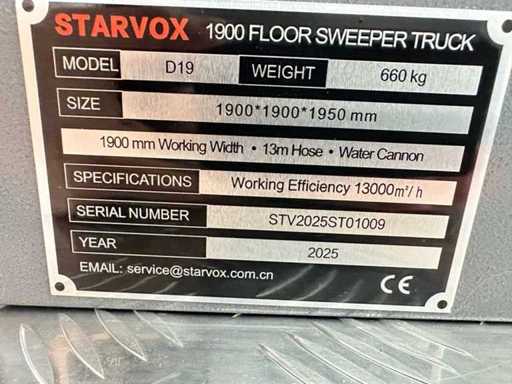 STARVOX 1900 FLOOR SWEEPER TRUCK
MODEL D19 WEIGHT 660 kg
SIZE 1900*1900*1950 mm
1900 mm Working Width • 13m Hose • Water Cannon
SPECIFICATIONS Working Efficiency 13000m²/h
SERIAL NUMBER STV2025ST01009
YEAR 2025
EMAIL: service@starvox.com.cn CE